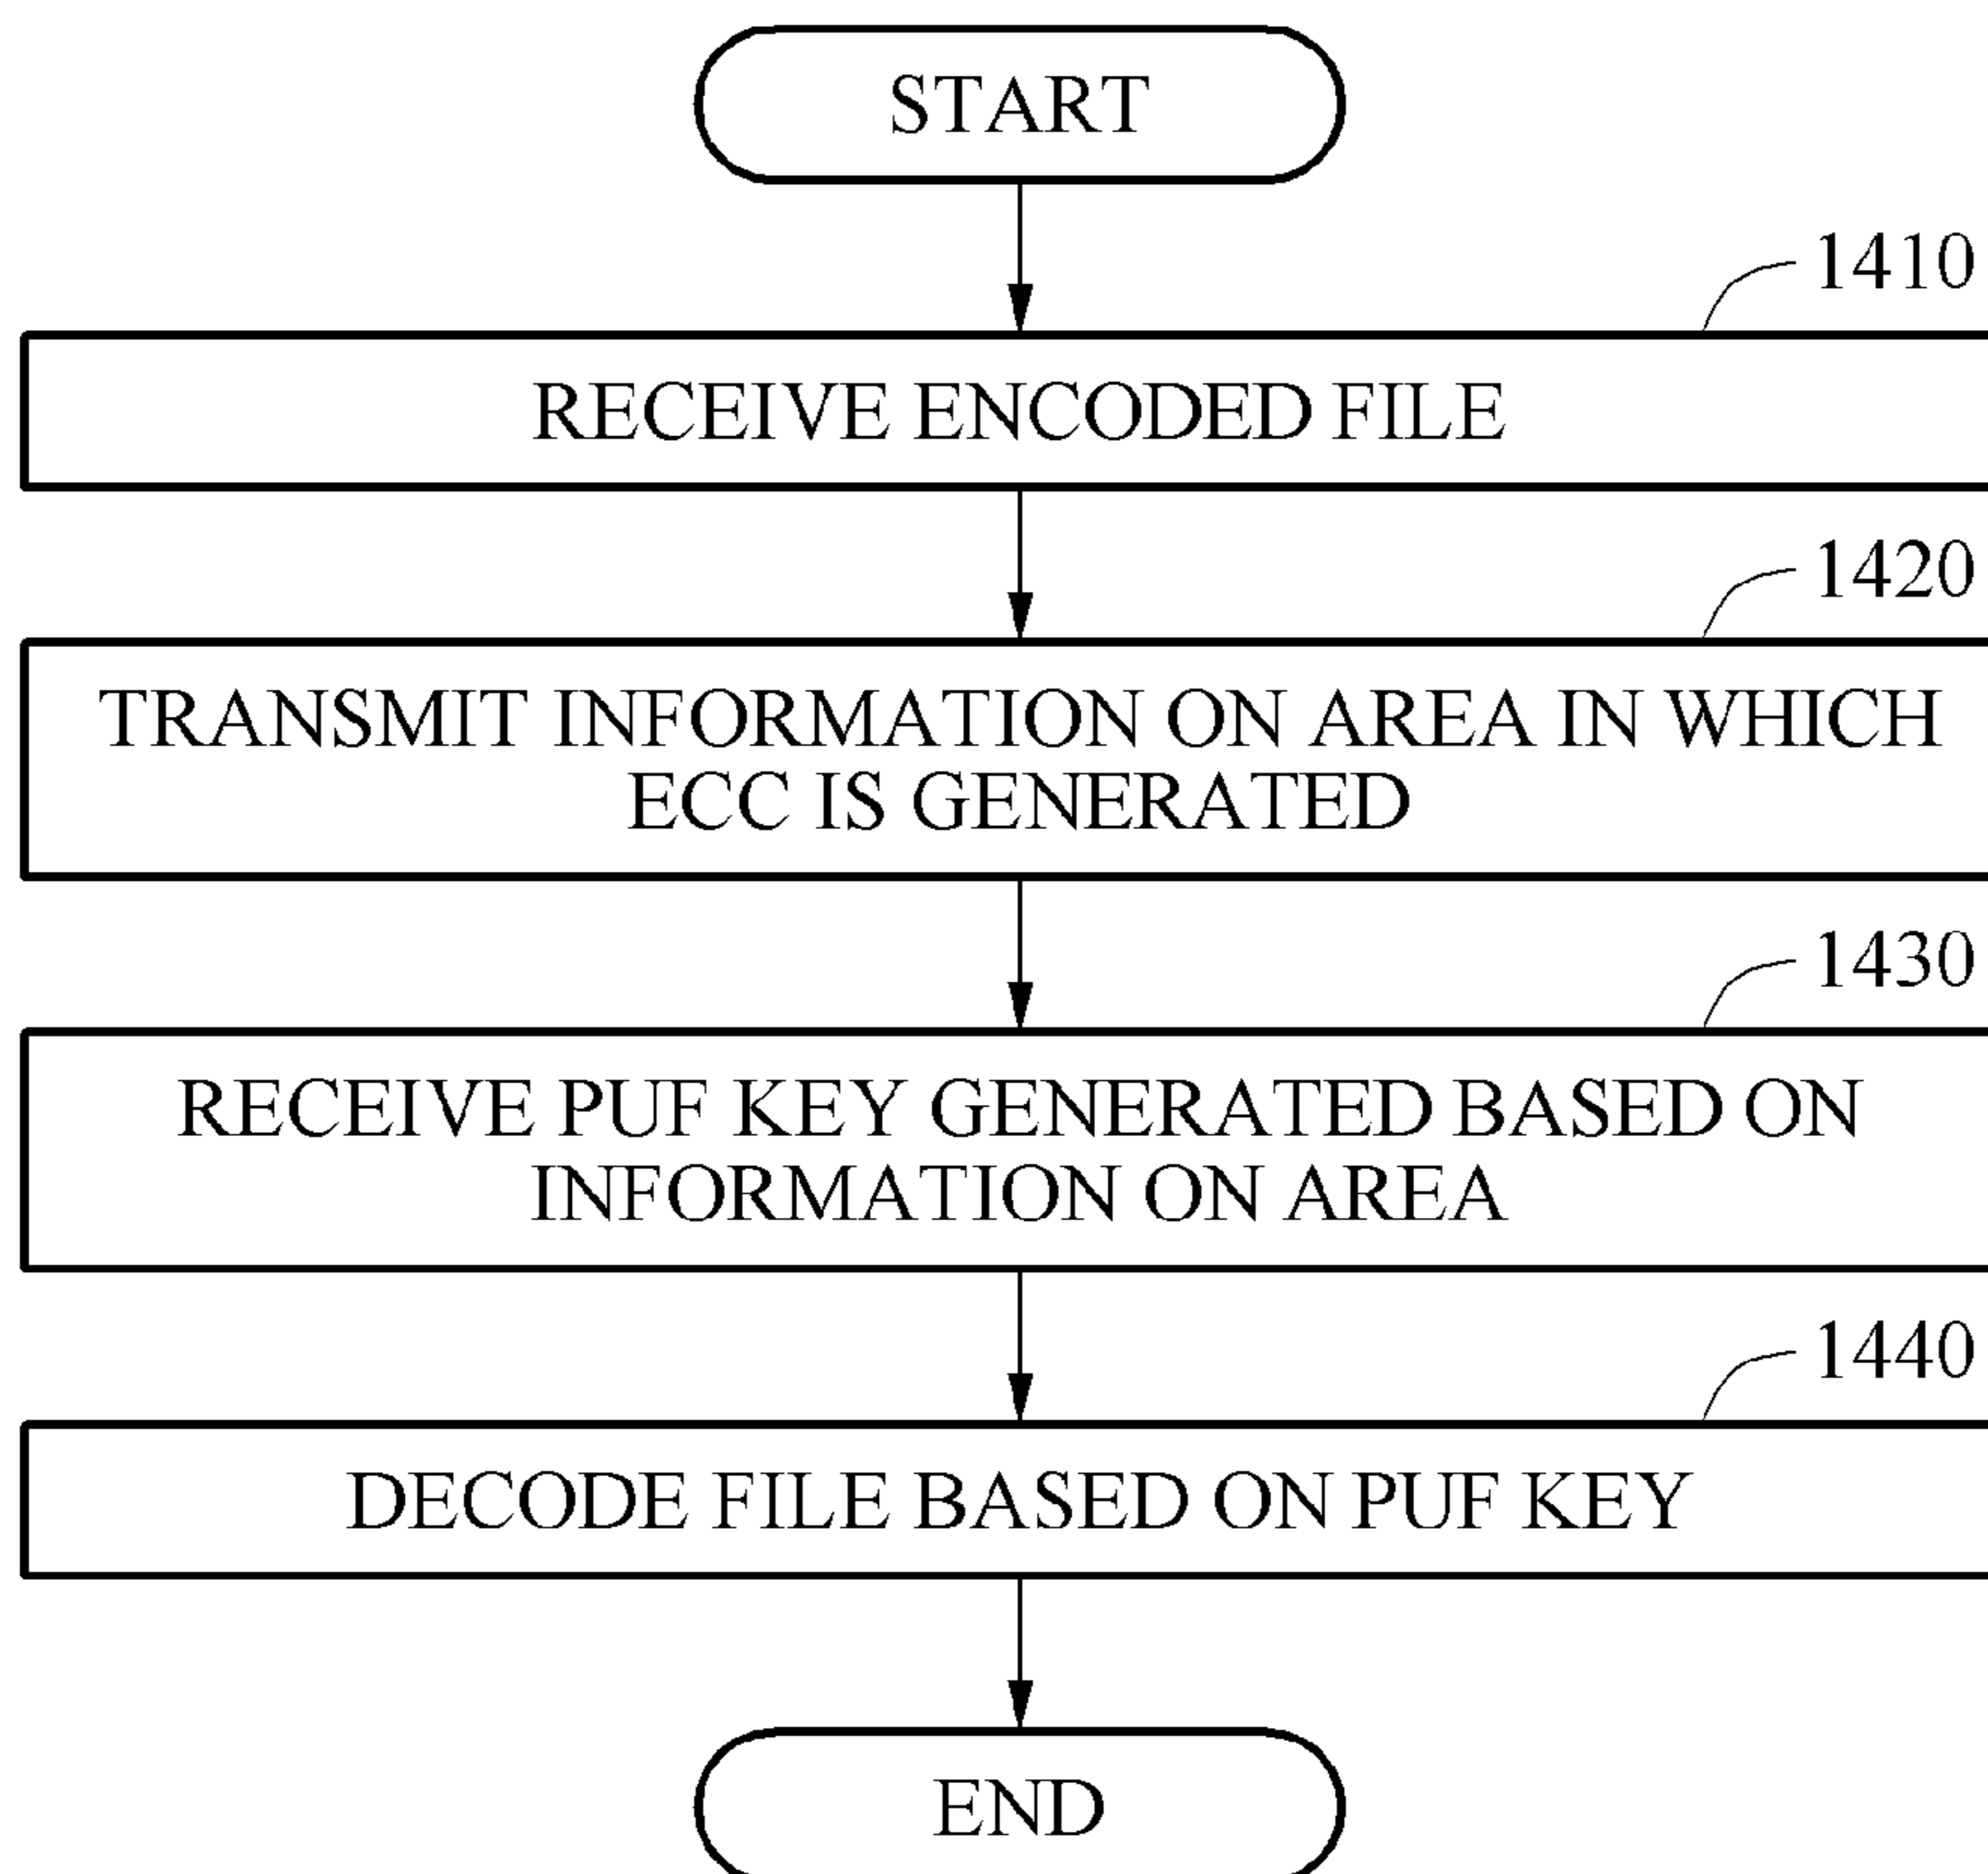 START
1410
RECEIVE ENCODED FILE
1420
TRANSMIT INFORMATION ON AREA IN WHICH
ECC IS GENERATED
1430
RECEIVE PUF KEY GENERATED BASED ON
INFORMATION ON AREA
1440
DECODE FILE BASED ON PUF KEY
END